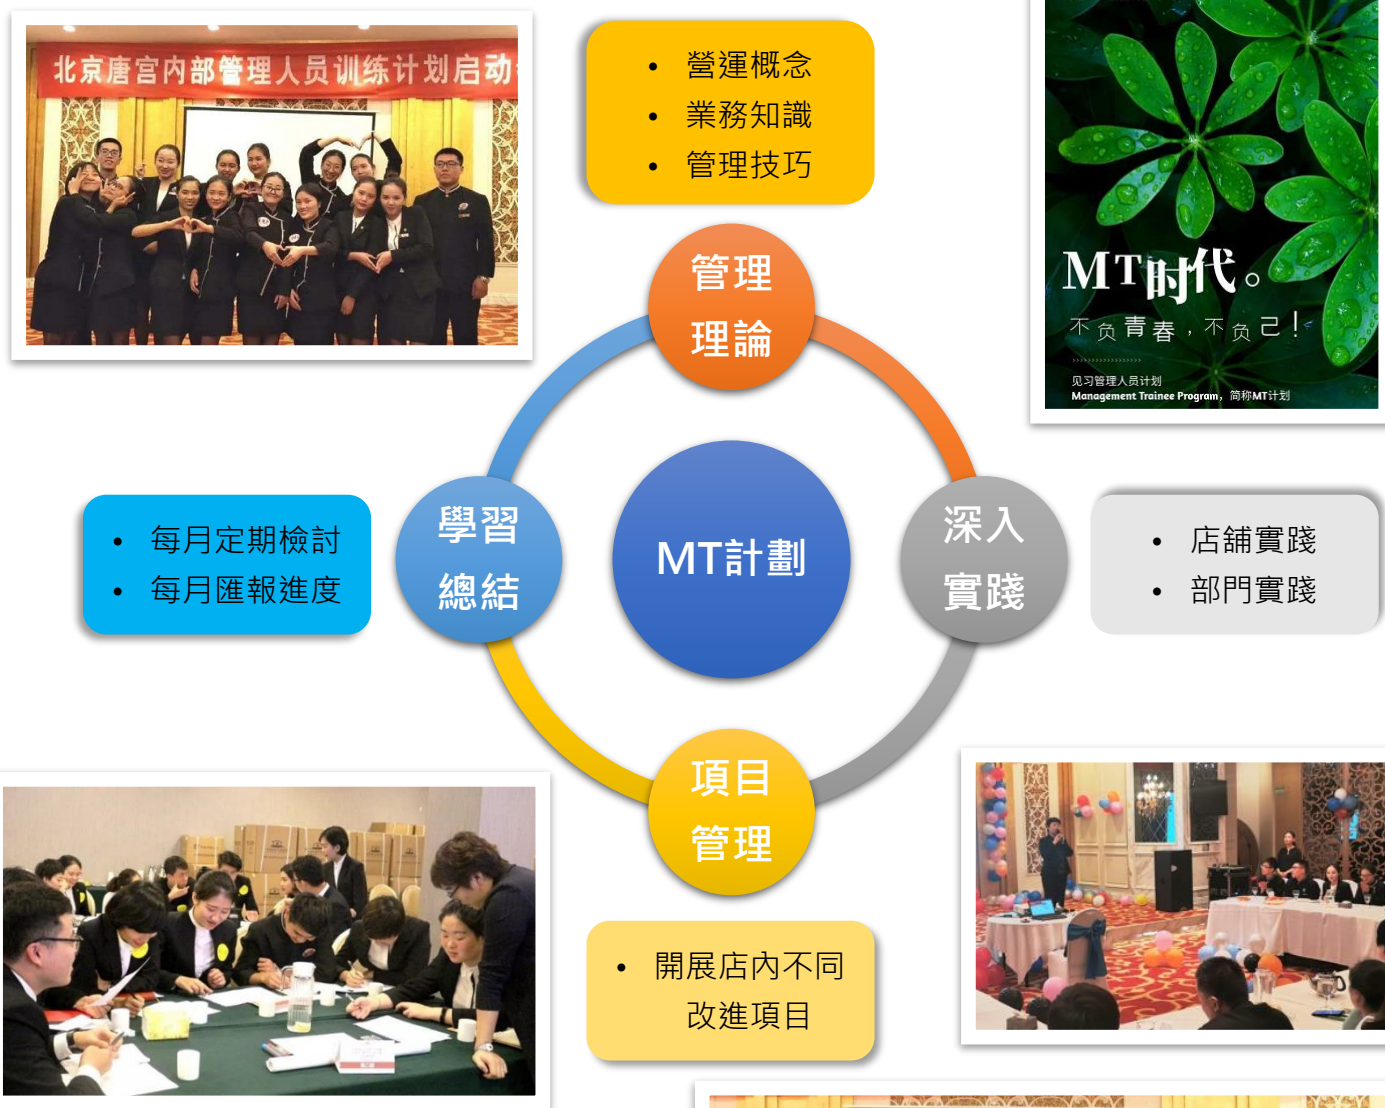 北京唐宫内部管理人员训练计划启动
• 營運概念
• 業務知識
• 管理技巧
MT时代。
不负青春，不负己！
>>>>>>>>>>>>>>>>>>
见习管理人员计划
Management Trainee Program，简称MT计划
管理
理論
• 每月定期檢討
• 每月匯報進度
學習
總結
MT計劃
深入
實踐
• 店舖實踐
• 部門實踐
項目
管理
• 開展店內不同
改進項目